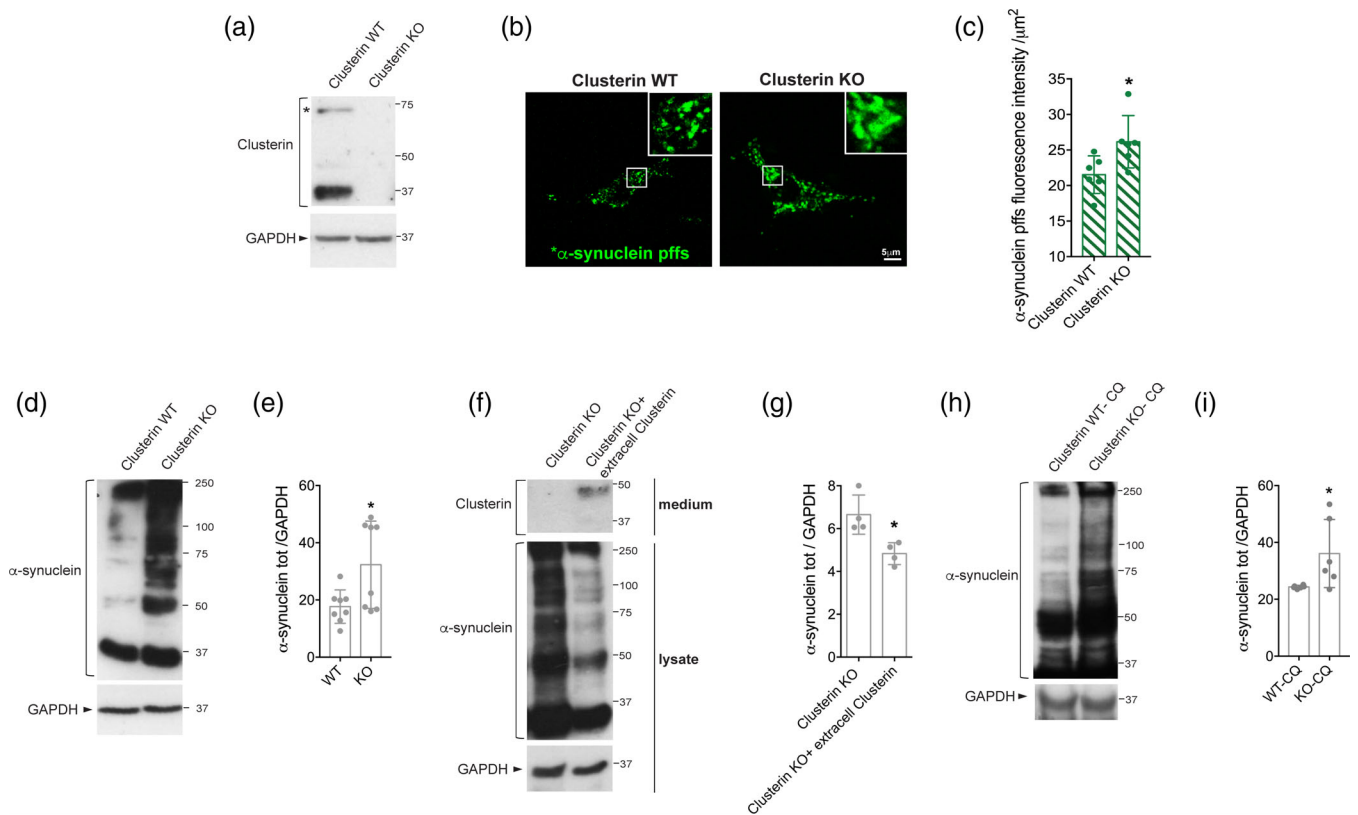 (a)
Clusterin WT
Clusterin KO
*
Clusterin
75
50
37
GAPDH
37
(b)
Clusterin WT
Clusterin KO
*α-synuclein pffs
5μm
(c)
α-synuclein pffs fluorescence intensity /μm²
40
35
30
25
20
15
10
*
Clusterin WT
Clusterin KO
(d)
Clusterin WT
Clusterin KO
α-synuclein
250
100
75
50
37
GAPDH
37
(e)
α-synuclein tot /GAPDH
60
40
20
0
*
WT
KO
(f)
Clusterin KO
Clusterin KO+
extracell Clusterin
Clusterin
50
37
medium
α-synuclein
250
100
75
50
37
lysate
GAPDH
37
(g)
α-synuclein tot / GAPDH
8
6
4
2
0
*
Clusterin KO
Clusterin KO+ extracell Clusterin
(h)
Clusterin WT- CQ
Clusterin KO- CQ
α-synuclein
250
100
75
50
37
GAPDH
37
(i)
α-synuclein tot /GAPDH
60
40
20
0
*
WT-CQ
KO-CQ